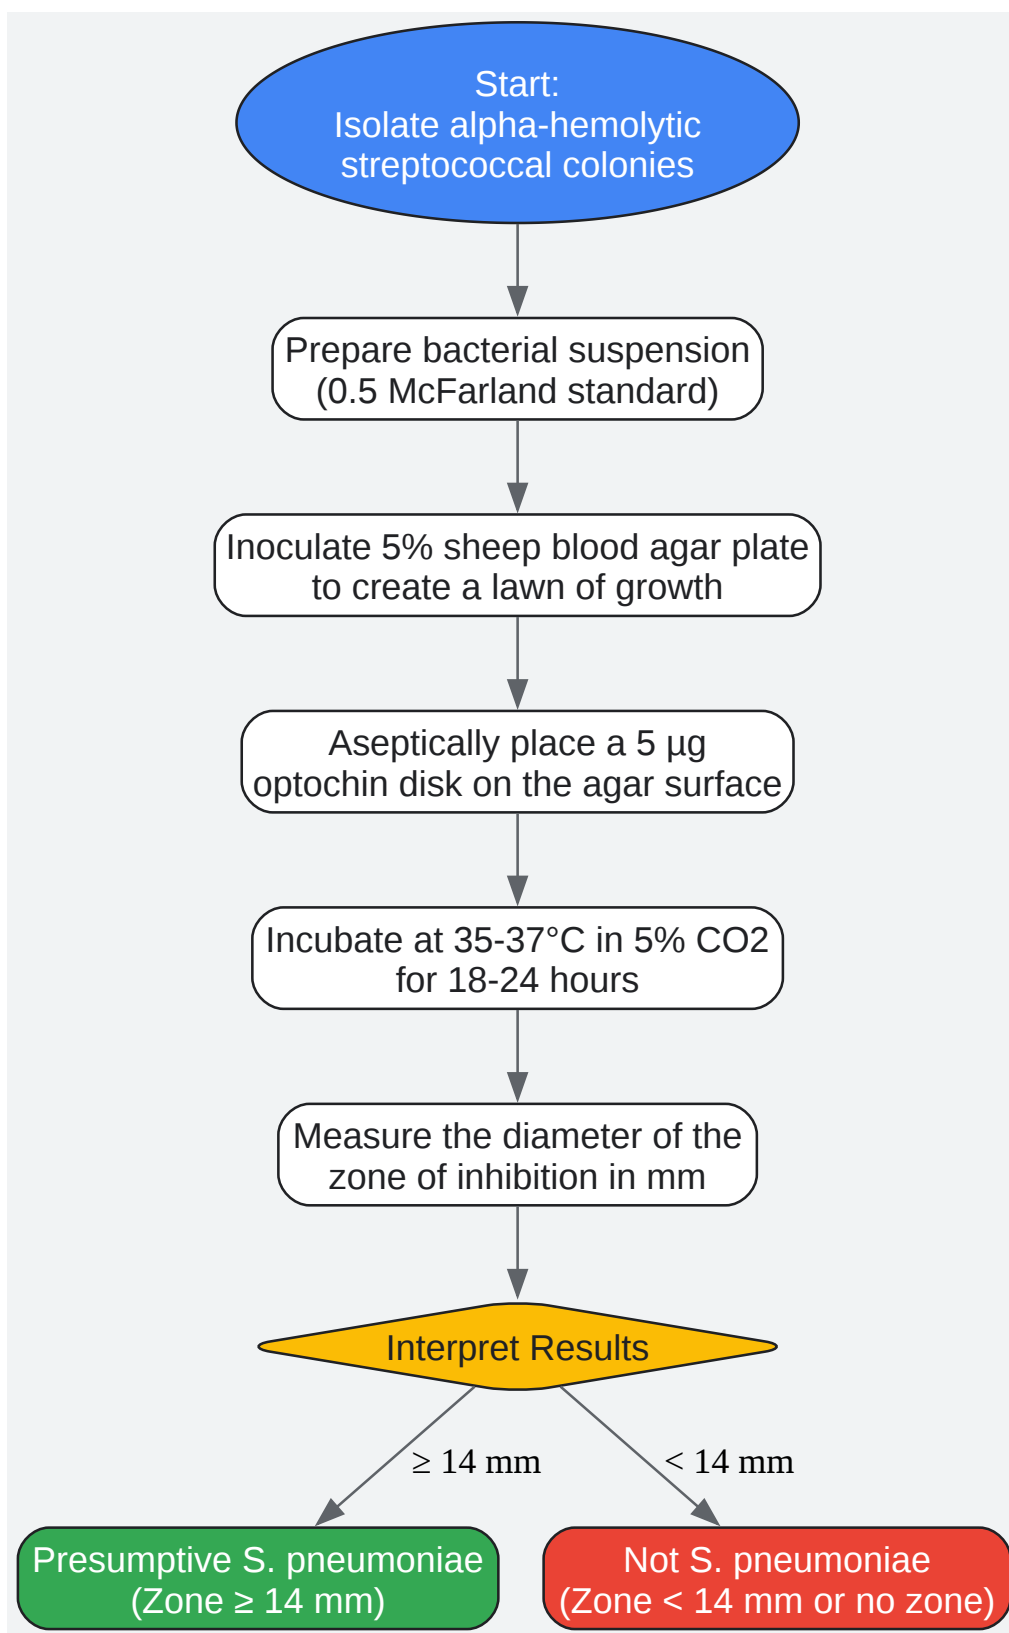 Start:
Isolate alpha-hemolytic
streptococcal colonies
Prepare bacterial suspension
(0.5 McFarland standard)
Inoculate 5% sheep blood agar plate
to create a lawn of growth
Aseptically place a 5 µg
optochin disk on the agar surface
Incubate at 35-37°C in 5% CO2
for 18-24 hours
Measure the diameter of the
zone of inhibition in mm
Interpret Results
≥ 14 mm
< 14 mm
Presumptive S. pneumoniae
(Zone ≥ 14 mm)
Not S. pneumoniae
(Zone < 14 mm or no zone)